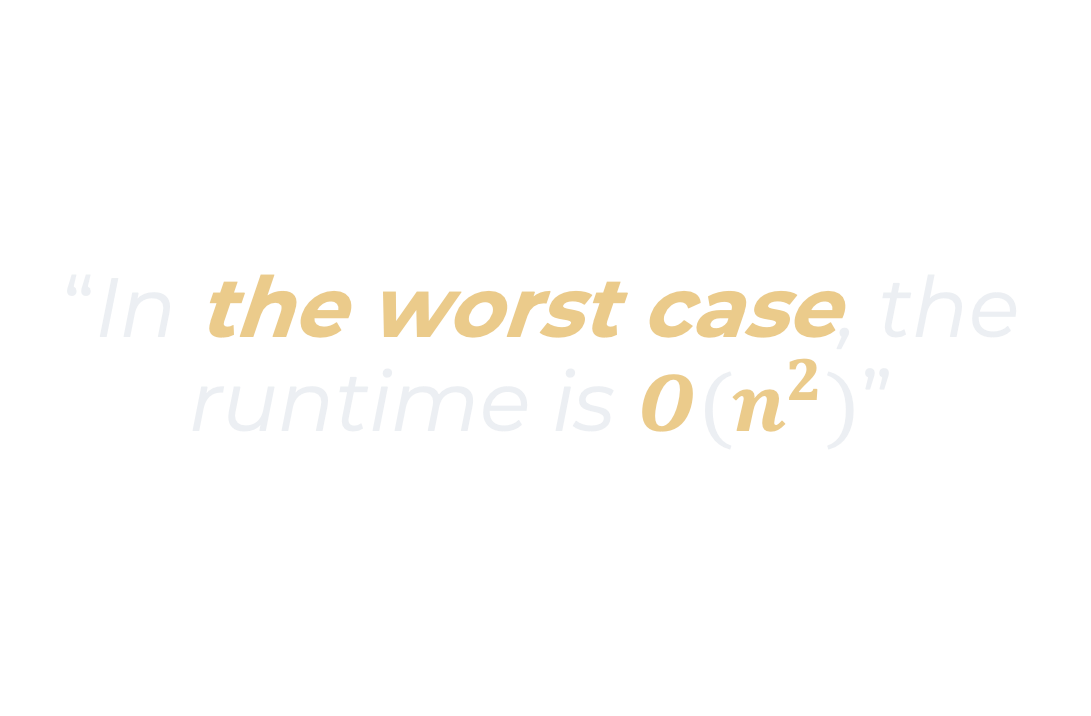 “In the worst case, the
runtime is O(n²)”